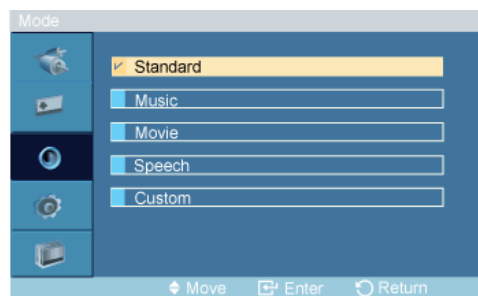 Mode
Standard
Music
Movie
Speech
Custom
Move Enter Return